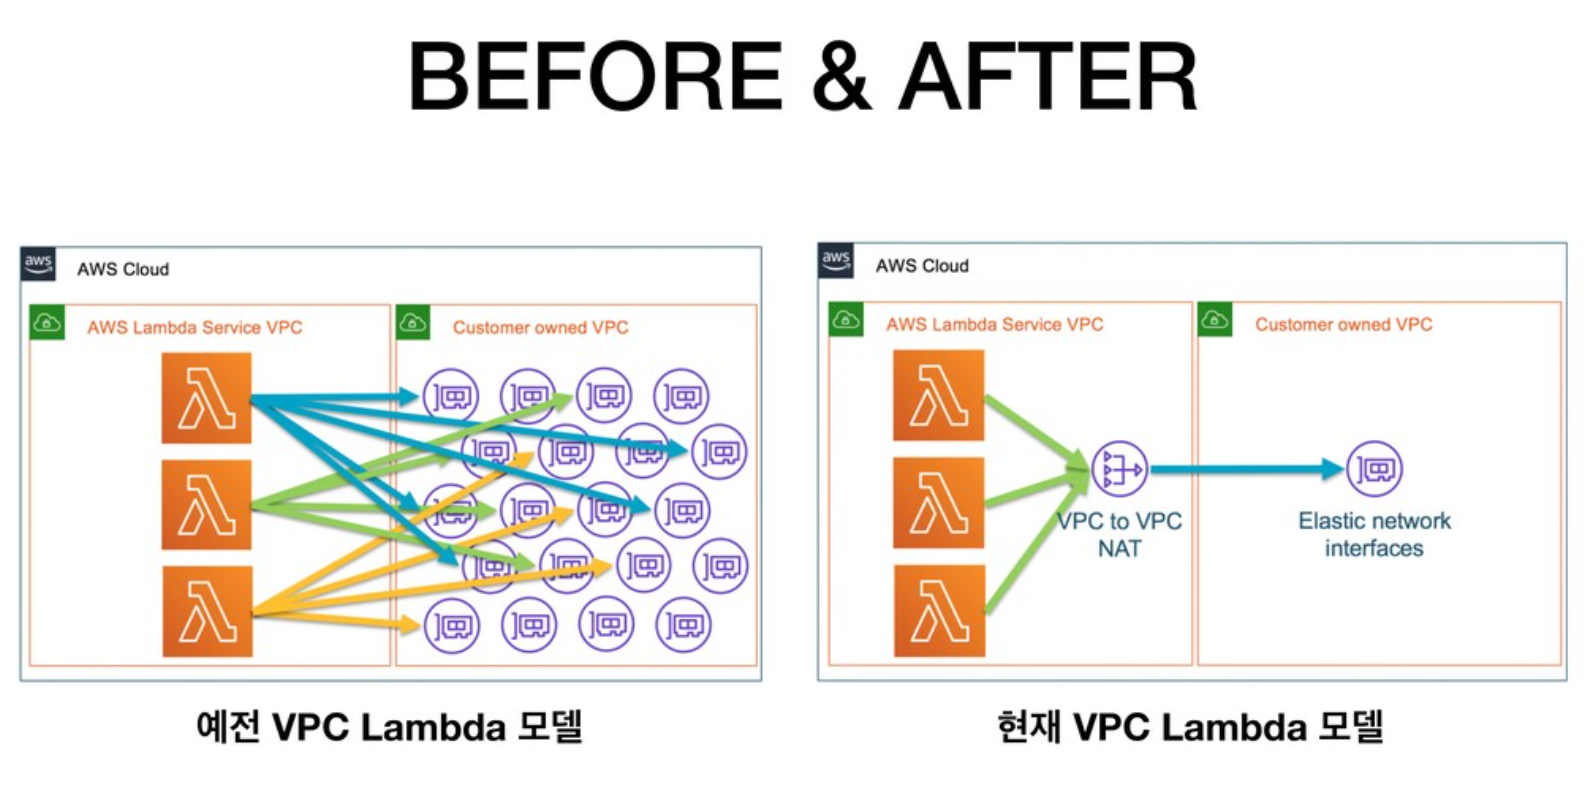 BEFORE & AFTER
aws
AWS Cloud
AWS Lambda Service VPC
Customer owned VPC
예전 VPC Lambda 모델
aws
AWS Cloud
AWS Lambda Service VPC
Customer owned VPC
VPC to VPC
NAT
Elastic network
interfaces
현재 VPC Lambda 모델